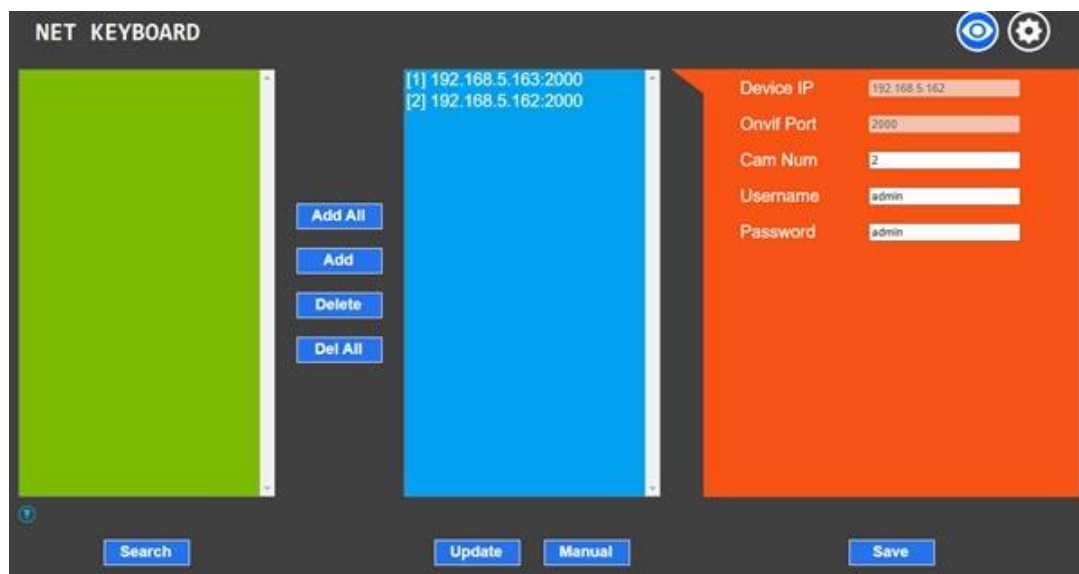 NET KEYBOARD
[1] 192.168.5.163:2000
[2] 192.168.5.162:2000
Add All
Add
Delete
Del All
Device IP 192.168.5.162
Onvif Port 2000
Cam Num 2
Username admin
Password admin
Search
Update
Manual
Save